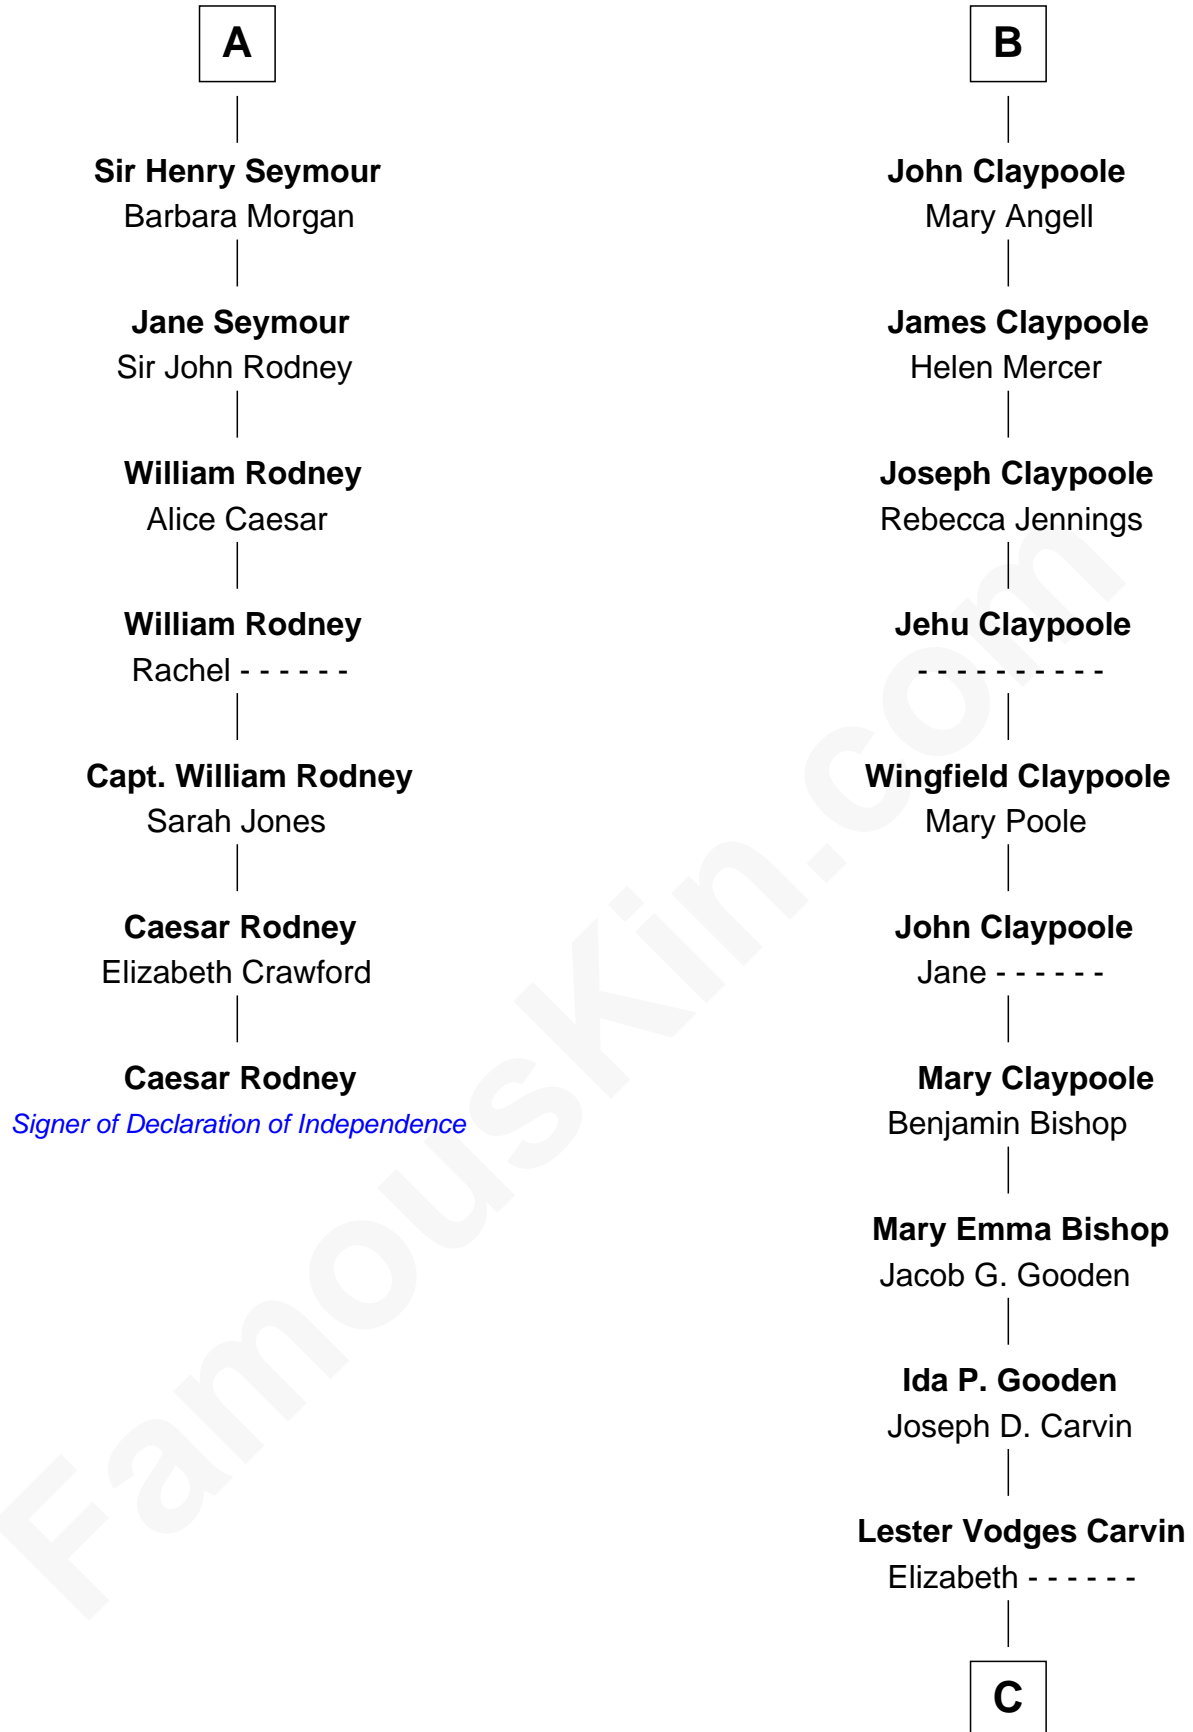 A
Sir Henry Seymour
Barbara Morgan
Jane Seymour
Sir John Rodney
William Rodney
Alice Caesar
William Rodney
Rachel - - - - - -
Capt. William Rodney
Sarah Jones
Caesar Rodney
Elizabeth Crawford
Caesar Rodney
Signer of Declaration of Independence
B
John Claypoole
Mary Angell
James Claypoole
Helen Mercer
Joseph Claypoole
Rebecca Jennings
Jehu Claypoole
- - - - - - - - - -
Wingfield Claypoole
Mary Poole
John Claypoole
Jane - - - - - -
Mary Claypoole
Benjamin Bishop
Mary Emma Bishop
Jacob G. Gooden
Ida P. Gooden
Joseph D. Carvin
Lester Vodges Carvin
Elizabeth - - - - - -
C
FamousKin.com